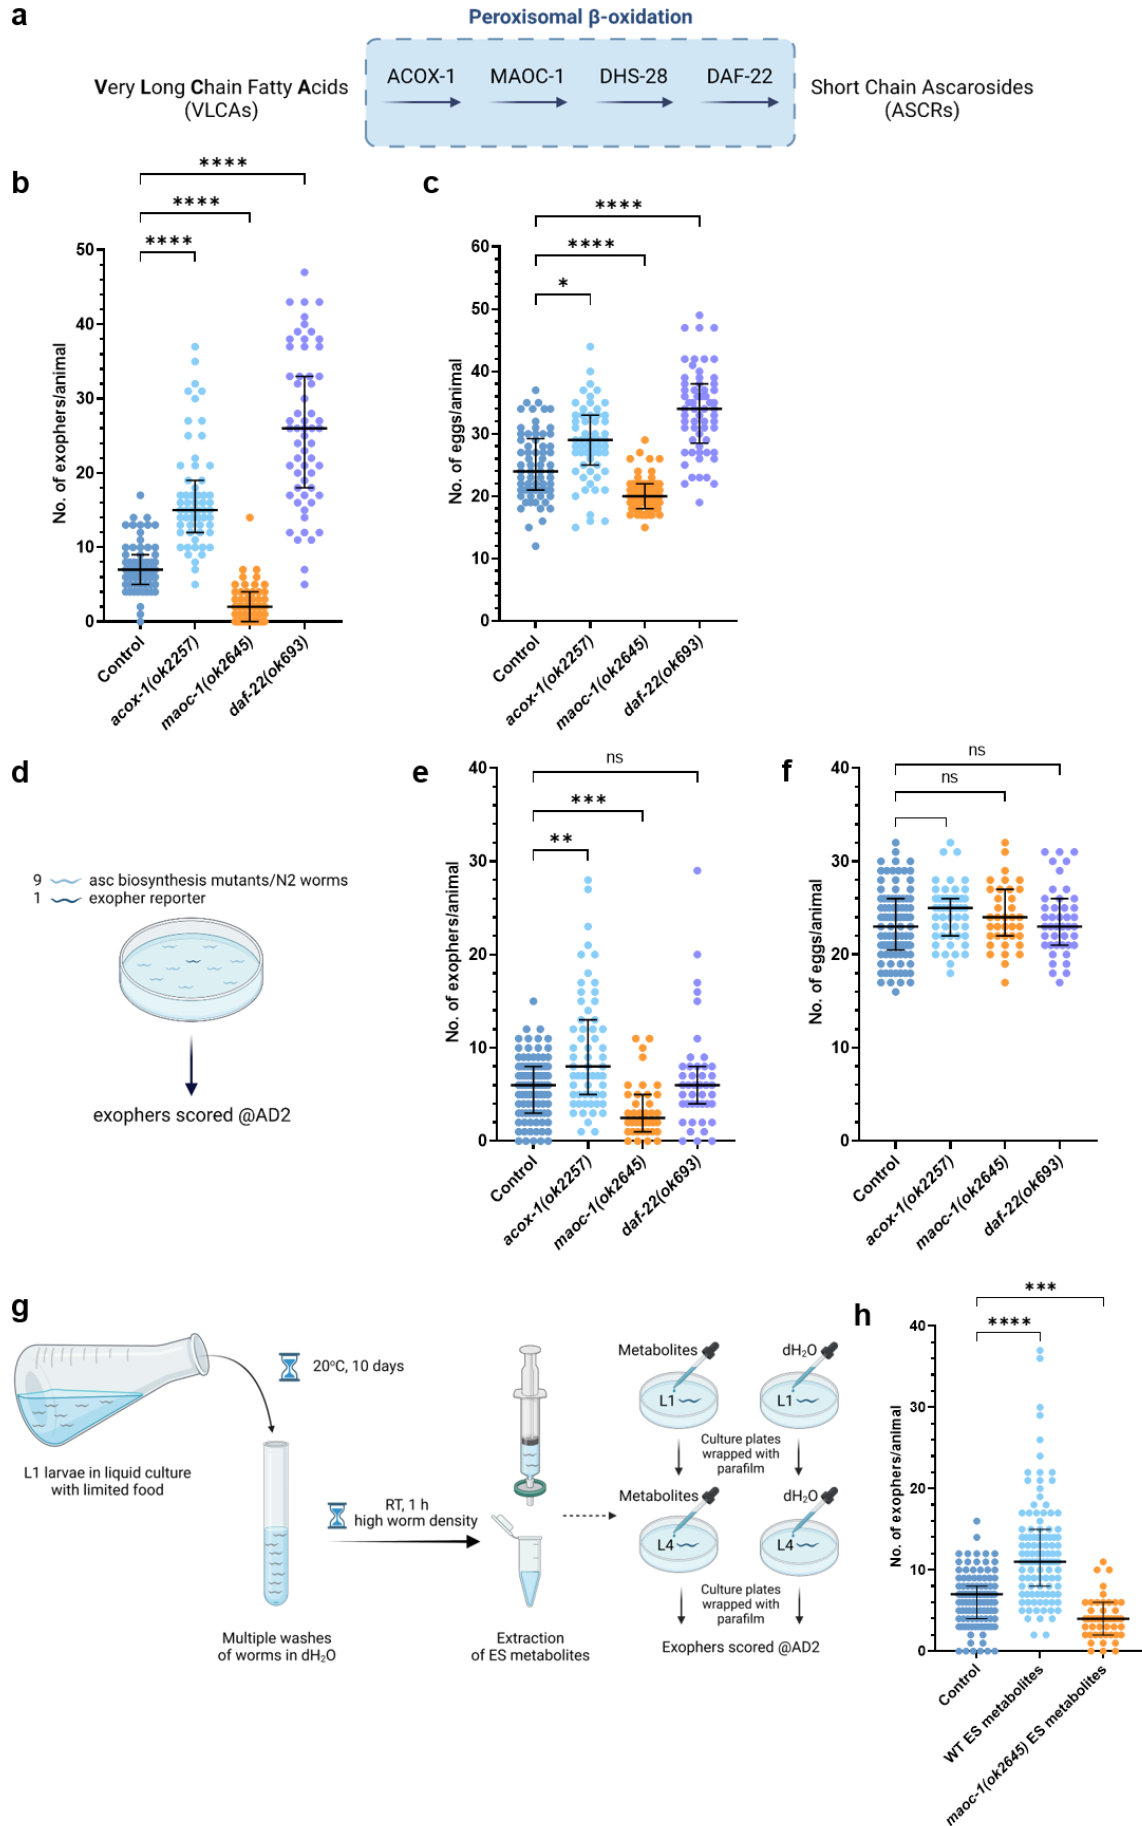 a
Peroxisomal β-oxidation
Very Long Chain Fatty Acids
(VLCAs)
ACOX-1
MAOC-1
DHS-28
DAF-22
Short Chain Ascarosides
(ASCRs)
b
****
****
****
No. of exophers/animal
50
40
30
20
10
0
Control
acox-1(ok2257)
maoc-1(ok2645)
daf-22(ok693)
c
****
****
*
No. of eggs/animal
60
50
40
30
20
10
0
Control
acox-1(ok2257)
maoc-1(ok2645)
daf-22(ok693)
d
9 asc biosynthesis mutants/N2 worms
1 exopher reporter
exophers scored @AD2
e
ns
***
**
No. of exophers/animal
40
30
20
10
0
Control
acox-1(ok2257)
maoc-1(ok2645)
daf-22(ok693)
f
ns
ns
No. of eggs/animal
40
30
20
10
0
Control
acox-1(ok2257)
maoc-1(ok2645)
daf-22(ok693)
g
20°C, 10 days
L1 larvae in liquid culture
with limited food
Multiple washes
of worms in dH₂O
RT, 1 h
high worm density
Extraction
of ES metabolites
Metabolites
dH₂O
L1
L1
Culture plates
wrapped with
parafilm
Metabolites
dH₂O
L4
L4
Culture plates
wrapped with
parafilm
Exophers scored @AD2
h
***
****
No. of exophers/animal
40
30
20
10
0
Control
WT ES metabolites
maoc-1(ok2645) ES metabolites